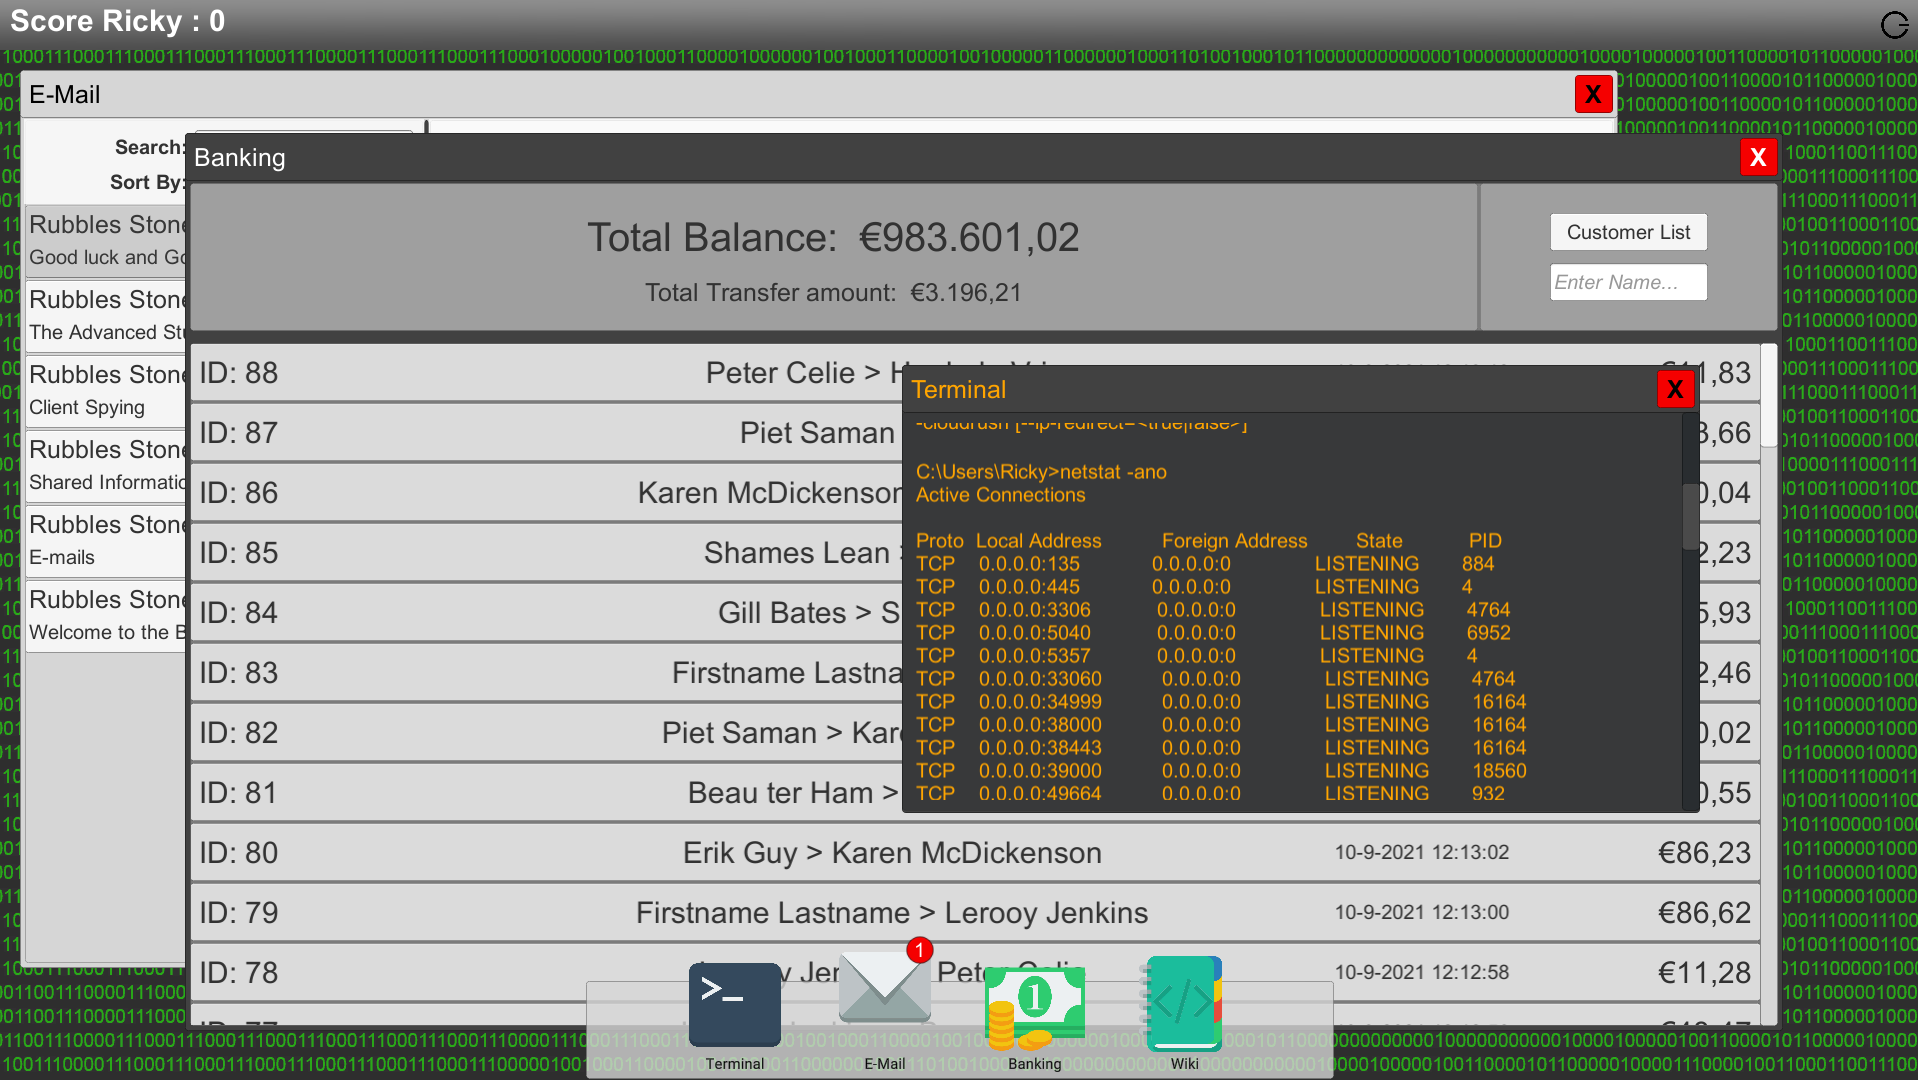 Score Ricky : 0
E-Mail
X
Search:
Sort By:
Rubbles Stone
Good luck and Go
Rubbles Stone
The Advanced Stu
Rubbles Stone
Client Spying
Rubbles Stone
Shared Informatio
Rubbles Stone
E-mails
Rubbles Stone
Welcome to the B
Banking
X
Total Balance: €983.601,02
Total Transfer amount: €3.196,21
Customer List
Enter Name...
ID: 88 Peter Celie > 1,83
ID: 87 Piet Saman 3,66
ID: 86 Karen McDickenson 0,04
ID: 85 Shames Lean > 2,23
ID: 84 Gill Bates > S 5,93
ID: 83 Firstname Lastna 2,46
ID: 82 Piet Saman > Kar 0,02
ID: 81 Beau ter Ham > 0,55
ID: 80 Erik Guy > Karen McDickenson 10-9-2021 12:13:02 €86,23
ID: 79 Firstname Lastname > Lerooy Jenkins 10-9-2021 12:13:00 €86,62
ID: 78 y Jen Peter Celie 10-9-2021 12:12:58 €11,28
ID: 77
Terminal
X
-cloudrush [--ip-redirect=<true|false>]
C:\Users\Ricky>netstat -ano
Active Connections
Proto Local Address Foreign Address State PID
TCP 0.0.0.0:135 0.0.0.0:0 LISTENING 884
TCP 0.0.0.0:445 0.0.0.0:0 LISTENING 4
TCP 0.0.0.0:3306 0.0.0.0:0 LISTENING 4764
TCP 0.0.0.0:5040 0.0.0.0:0 LISTENING 6952
TCP 0.0.0.0:5357 0.0.0.0:0 LISTENING 4
TCP 0.0.0.0:33060 0.0.0.0:0 LISTENING 4764
TCP 0.0.0.0:34999 0.0.0.0:0 LISTENING 16164
TCP 0.0.0.0:38000 0.0.0.0:0 LISTENING 16164
TCP 0.0.0.0:38443 0.0.0.0:0 LISTENING 16164
TCP 0.0.0.0:39000 0.0.0.0:0 LISTENING 18560
TCP 0.0.0.0:49664 0.0.0.0:0 LISTENING 932
>_
1
1
</>
Terminal
E-Mail
Banking
Wiki